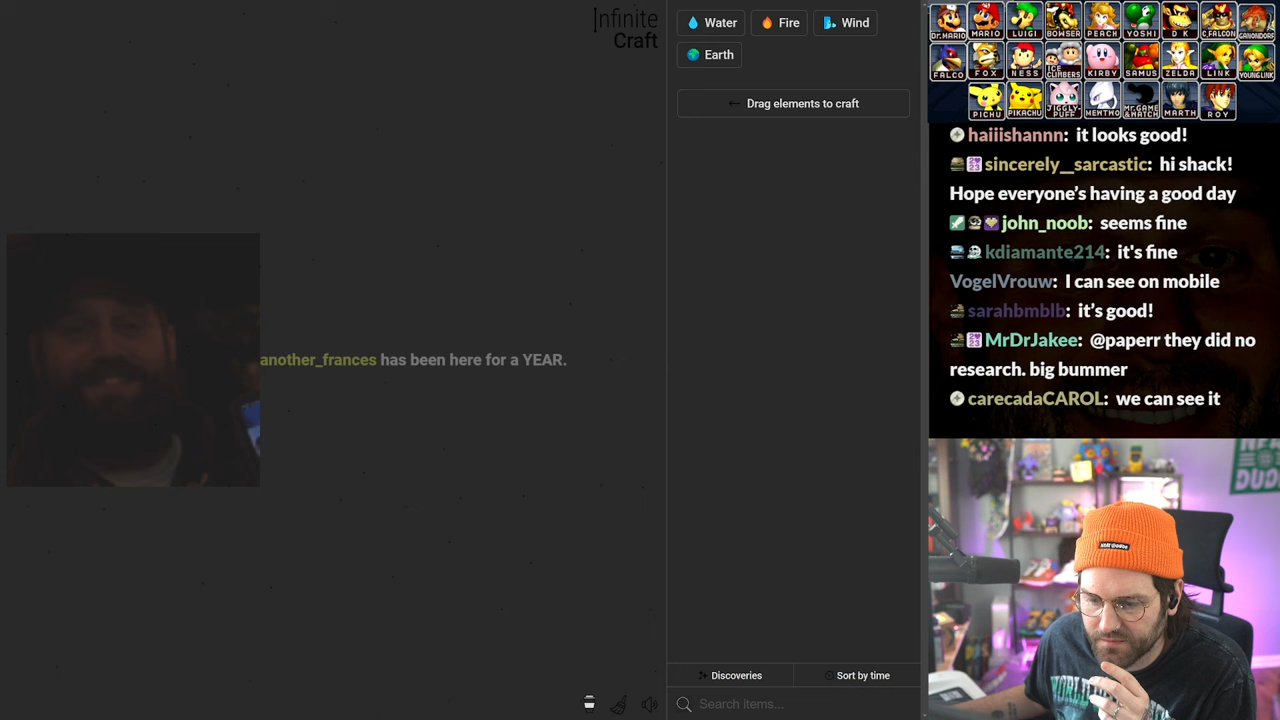 Infinite
Craft
Water
Fire
Wind
Earth
← Drag elements to craft
another_frances has been here for a YEAR.
Discoveries
Sort by time
Search items...
DR.MARIO MARIO LUIGI BOWSER PEACH YOSHI DK C.FALCON GANONDORF
FALCO FOX NESS ICE CLIMBERS KIRBY SAMUS ZELDA LINK YOUNG LINK
PICHU PIKACHU JIGGLY-PUFF MEWTWO MR.GAME &WATCH MARTH ROY
haiiishannn: it looks good!
sincerely__sarcastic: hi shack!
Hope everyone's having a good day
john_noob: seems fine
kdiamante214: it's fine
VogelVrouw: I can see on mobile
sarahbmblb: it's good!
MrDrJakee: @paperr they did no
research. big bummer
carecadaCAROL: we can see it
DUDE